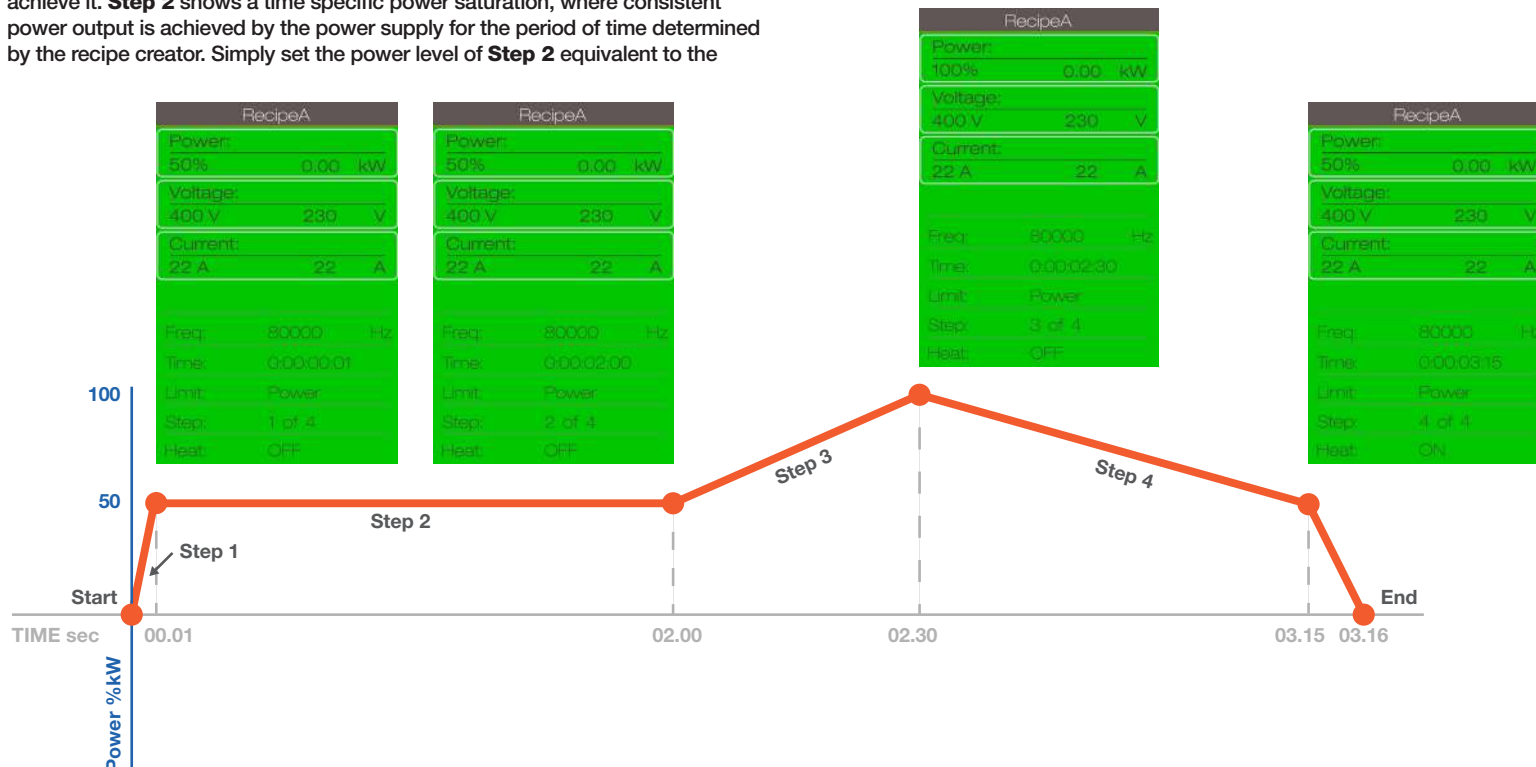 achieve it. Step 2 shows a time specific power saturation, where consistent
power output is achieved by the power supply for the period of time determined
by the recipe creator. Simply set the power level of Step 2 equivalent to the
RecipeA
Power:
50% 0.00 kW
Voltage:
400 V 230 V
Current:
22 A 22 A
Freq: 80000 Hz
Time: 0:00:00:01
Limit: Power
Step: 1 of 4
Heat: OFF
RecipeA
Power:
50% 0.00 kW
Voltage:
400 V 230 V
Current:
22 A 22 A
Freq: 80000 Hz
Time: 0:00:02:00
Limit: Power
Step: 2 of 4
Heat: OFF
RecipeA
Power:
100% 0.00 kW
Voltage:
400 V 230 V
Current:
22 A 22 A
Freq: 80000 Hz
Time: 0:00:02:30
Limit: Power
Step: 3 of 4
Heat: OFF
RecipeA
Power:
50% 0.00 kW
Voltage:
400 V 230 V
Current:
22 A 22 A
Freq: 80000 Hz
Time: 0:00:03:15
Limit: Power
Step: 4 of 4
Heat: ON
100
50
Step 1
Step 2
Step 3
Step 4
Start
End
TIME sec 00.01 02.00 02.30 03.15 03.16
Power %kW